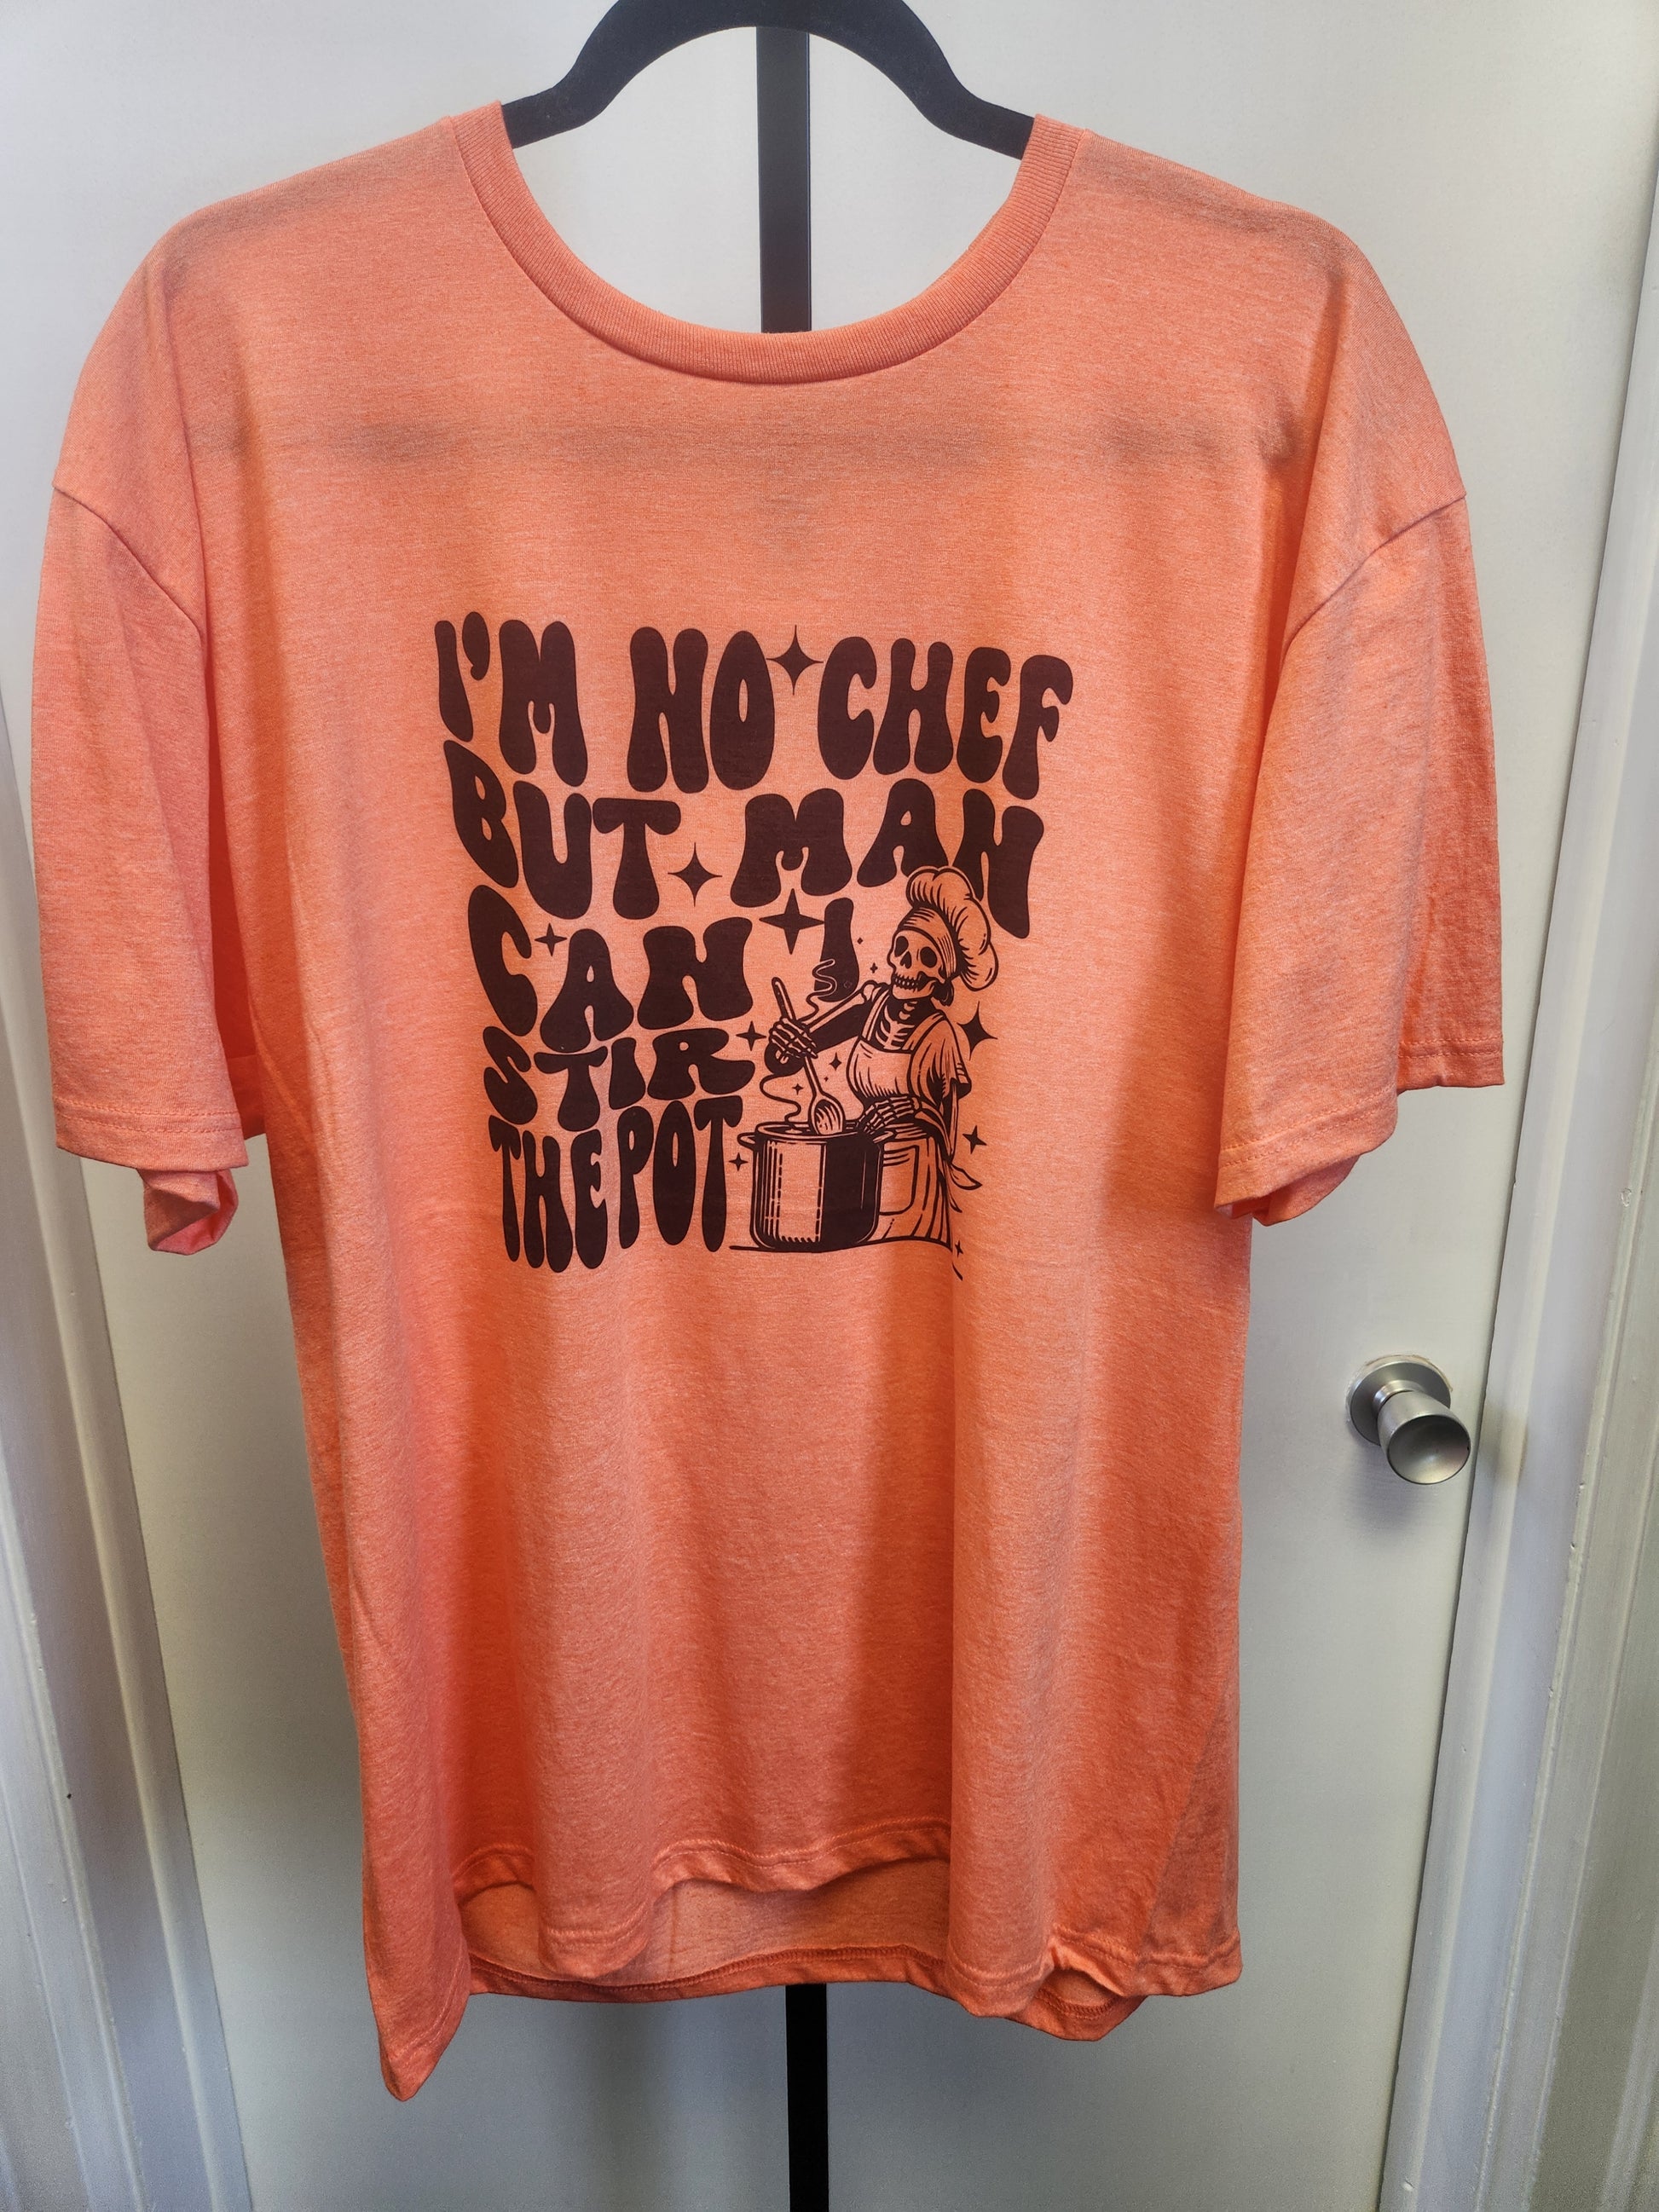 I'M NO CHEF
BUT MAN
CAN I
STIR
THE POT